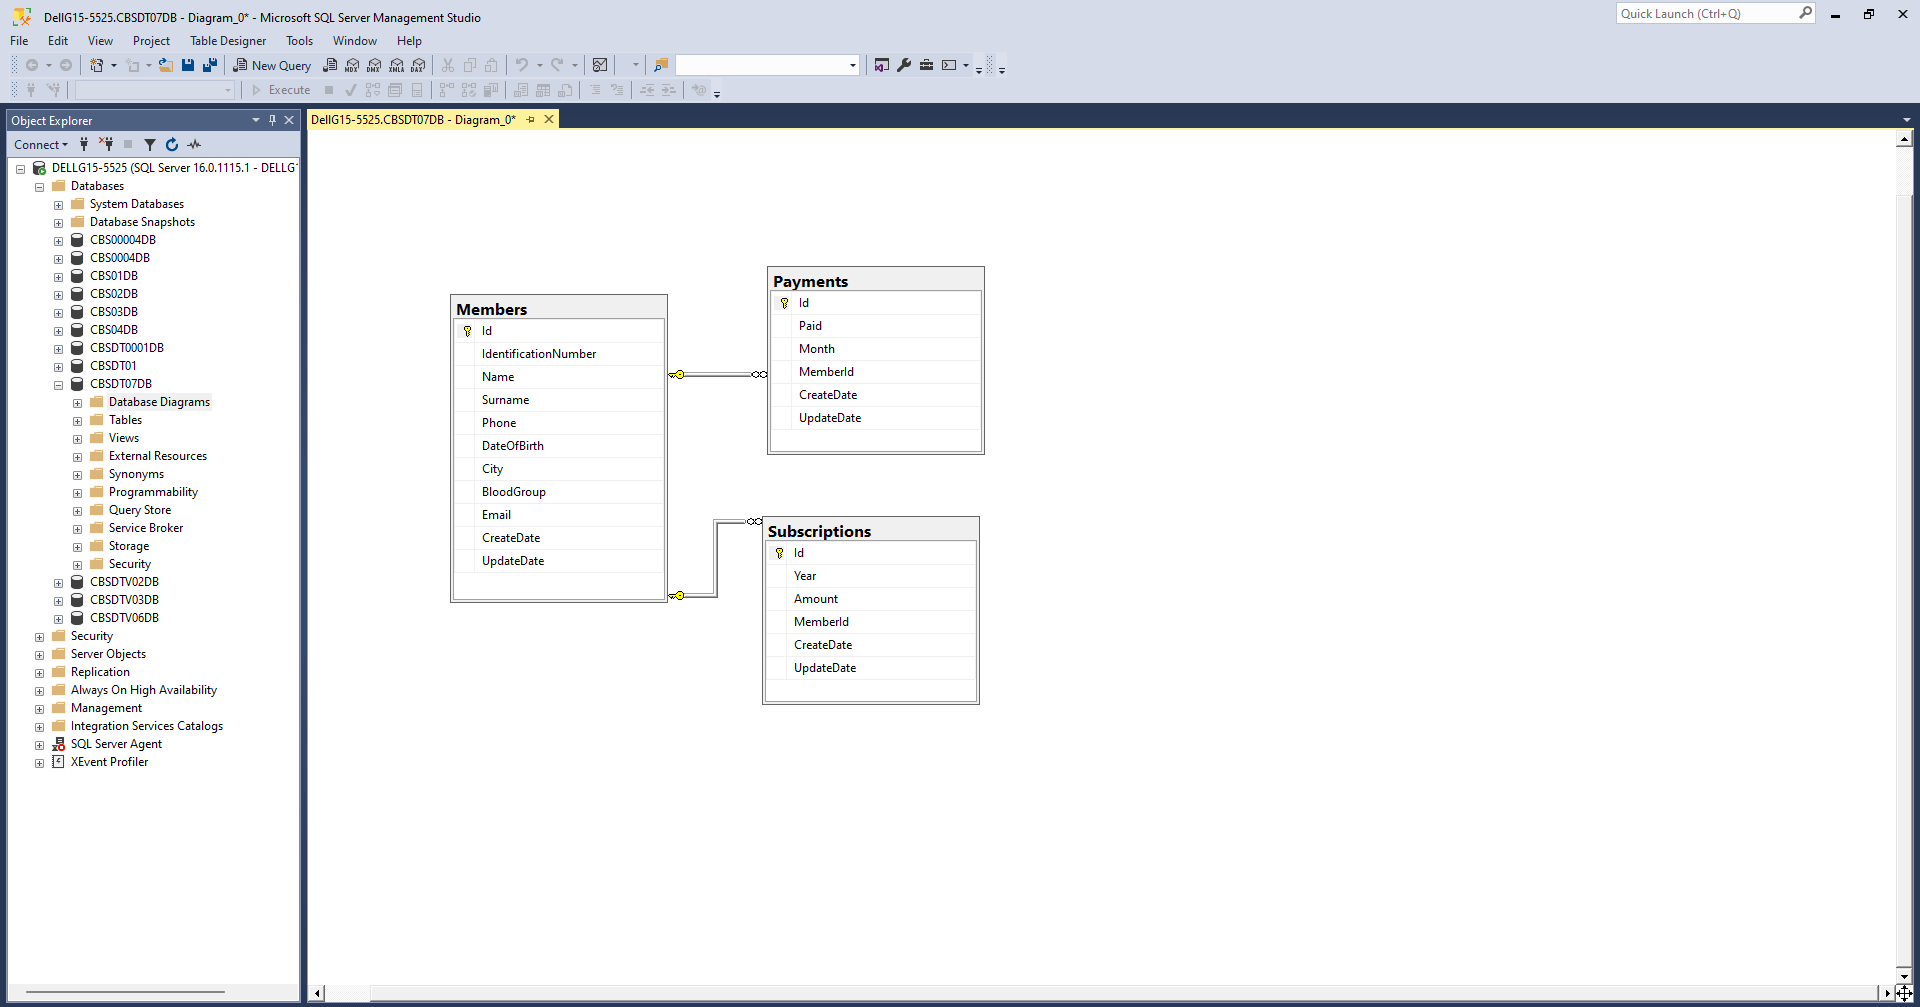 DellG15-5525.CBSDT07DB - Diagram_0* - Microsoft SQL Server Management Studio
Quick Launch (Ctrl+Q)
File Edit View Project Table Designer Tools Window Help
New Query MDX DMX XMLA DAX
Execute
Object Explorer
DellG15-5525.CBSDT07DB - Diagram_0*
Connect
DELLG15-5525 (SQL Server 16.0.1115.1 - DELLG1
Databases
System Databases
Database Snapshots
CBS00004DB
CBS0004DB
CBS01DB
CBS02DB
CBS03DB
CBS04DB
CBSDT0001DB
CBSDT01
CBSDT07DB
Database Diagrams
Tables
Views
External Resources
Synonyms
Programmability
Query Store
Service Broker
Storage
Security
CBSDTV02DB
CBSDTV03DB
CBSDTV06DB
Security
Server Objects
Replication
Always On High Availability
Management
Integration Services Catalogs
SQL Server Agent
XEvent Profiler
Members
Id
IdentificationNumber
Name
Surname
Phone
DateOfBirth
City
BloodGroup
Email
CreateDate
UpdateDate
Payments
Id
Paid
Month
MemberId
CreateDate
UpdateDate
Subscriptions
Id
Year
Amount
MemberId
CreateDate
UpdateDate